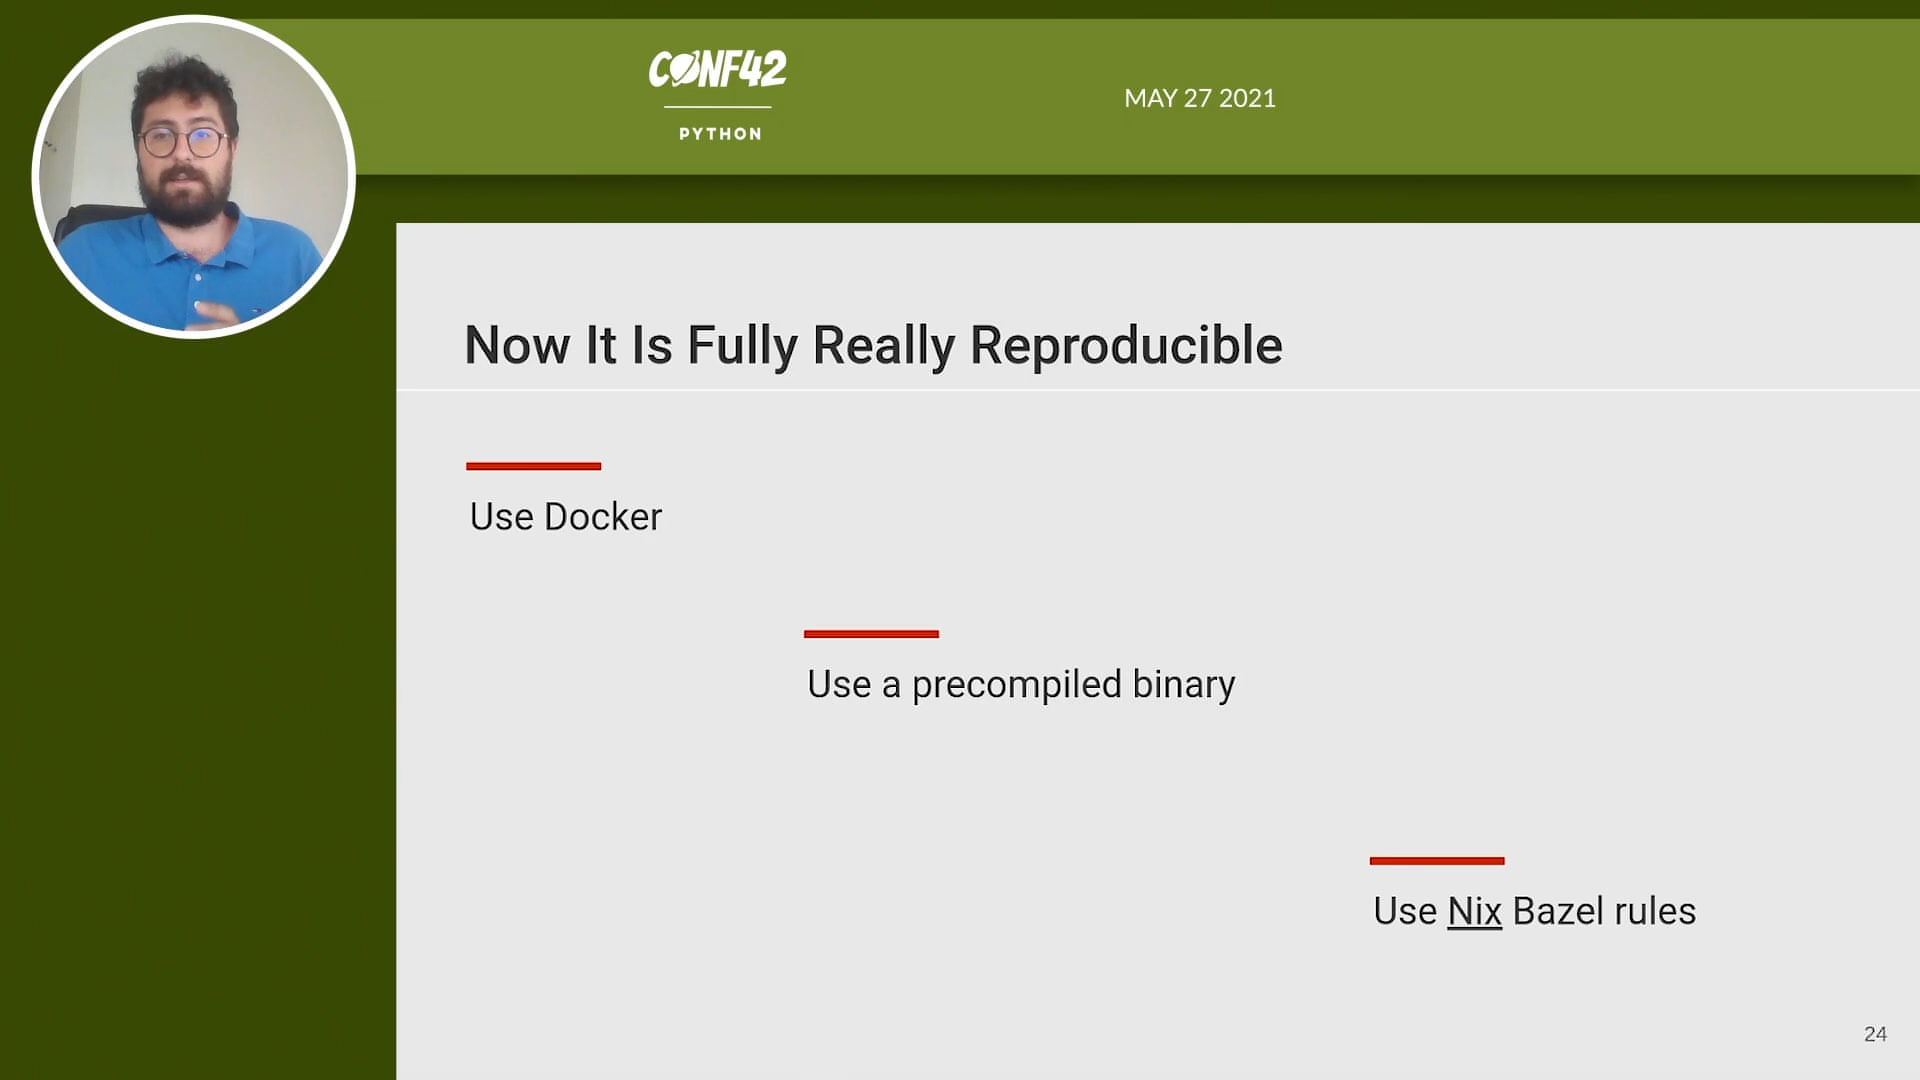 CONF42
PYTHON
MAY 27 2021
Now It Is Fully Really Reproducible
Use Docker
Use a precompiled binary
Use Nix Bazel rules
24